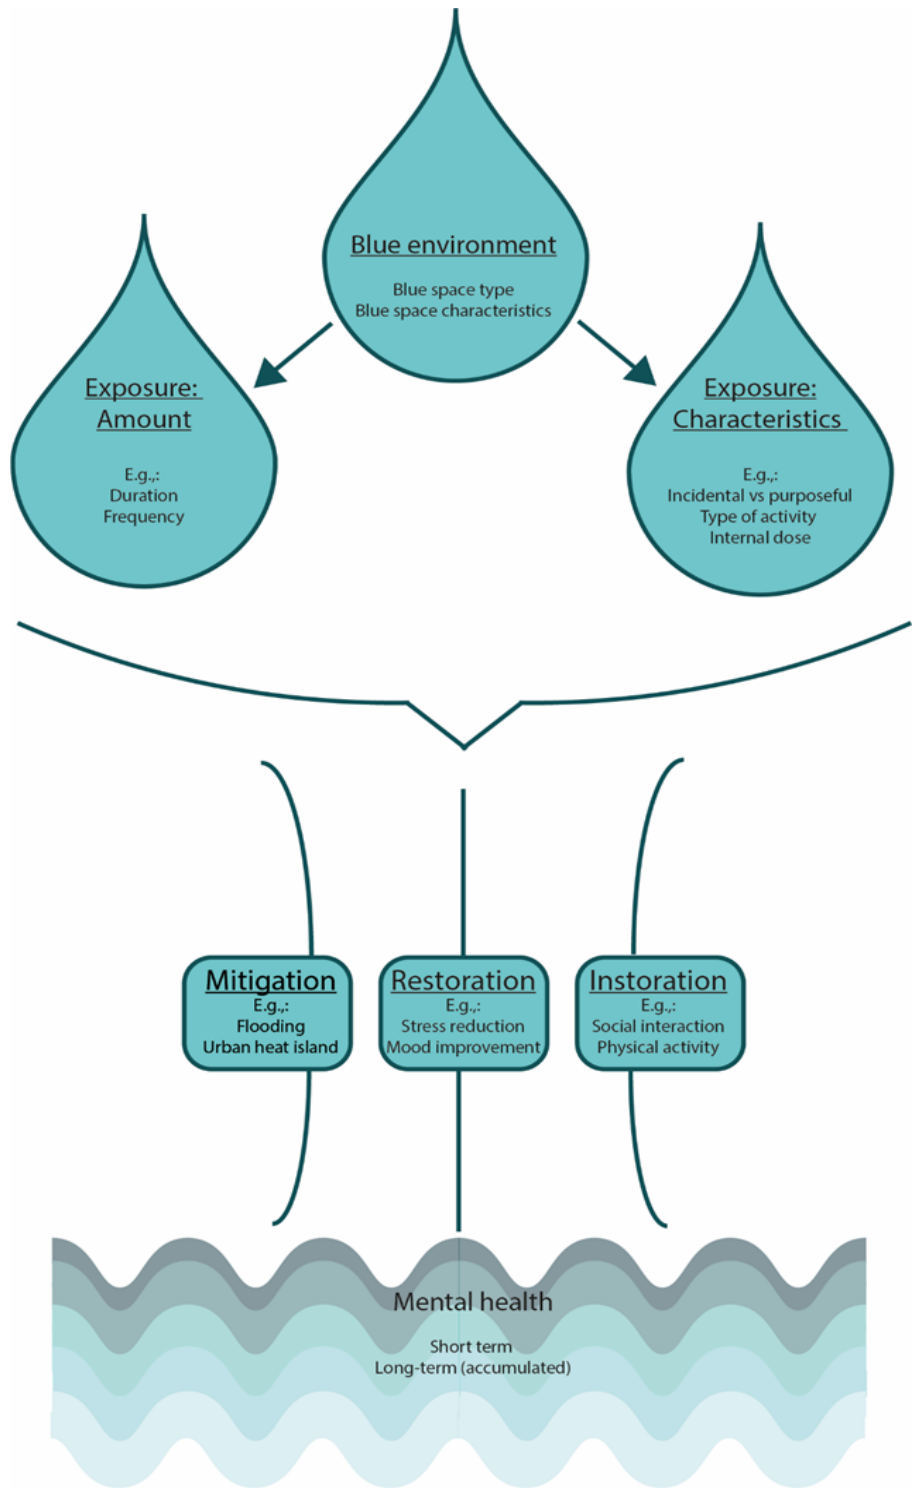 Blue environment
Blue space type
Blue space characteristics
Exposure:
Amount
E.g.,:
Duration
Frequency
Exposure:
Characteristics
E.g.,:
Incidental vs purposeful
Type of activity
Internal dose
Mitigation
E.g.,:
Flooding
Urban heat island
Restoration
E.g.,:
Stress reduction
Mood improvement
Instoration
E.g.,:
Social interaction
Physical activity
Mental health
Short term
Long-term (accumulated)